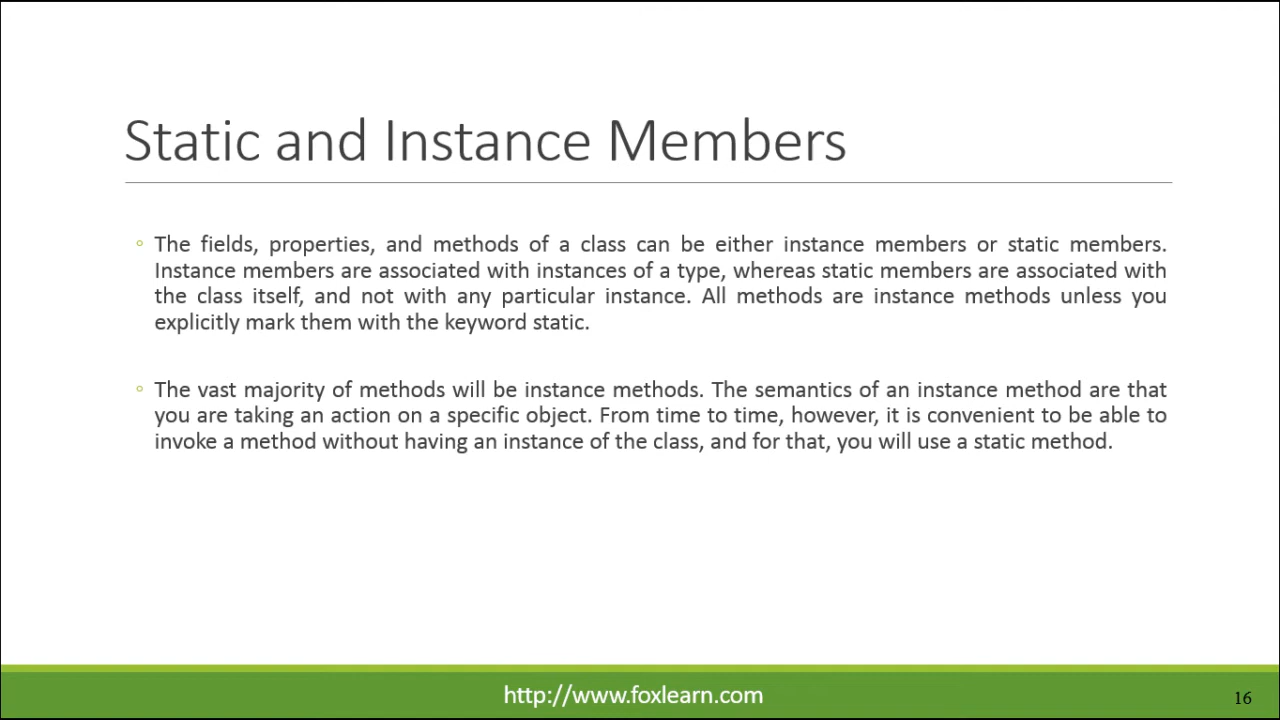 Static and Instance Members
◦ The fields, properties, and methods of a class can be either instance members or static members.
Instance members are associated with instances of a type, whereas static members are associated with
the class itself, and not with any particular instance. All methods are instance methods unless you
explicitly mark them with the keyword static.
◦ The vast majority of methods will be instance methods. The semantics of an instance method are that
you are taking an action on a specific object. From time to time, however, it is convenient to be able to
invoke a method without having an instance of the class, and for that, you will use a static method.
http://www.foxlearn.com
16